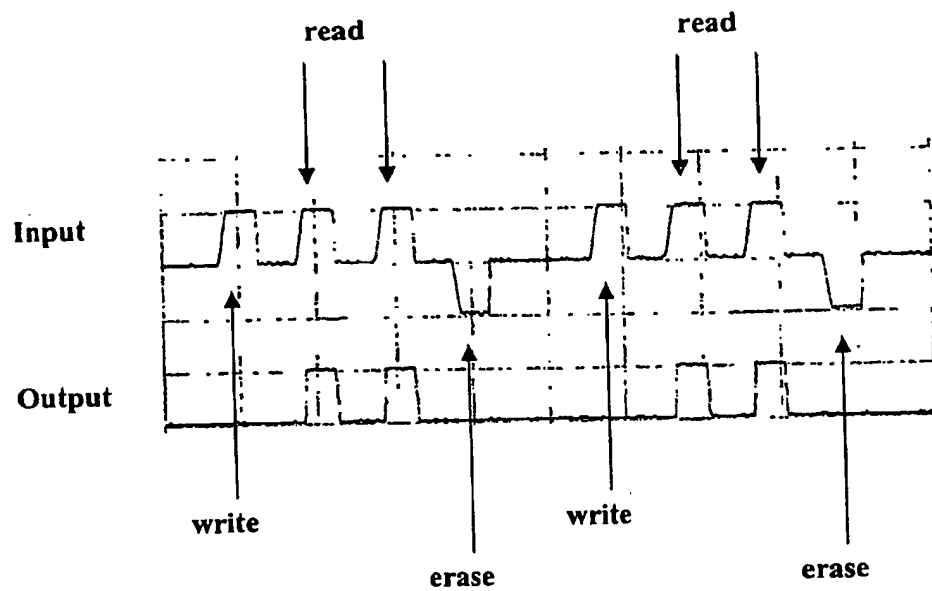 read
read
Input
Output
write
write
erase
erase